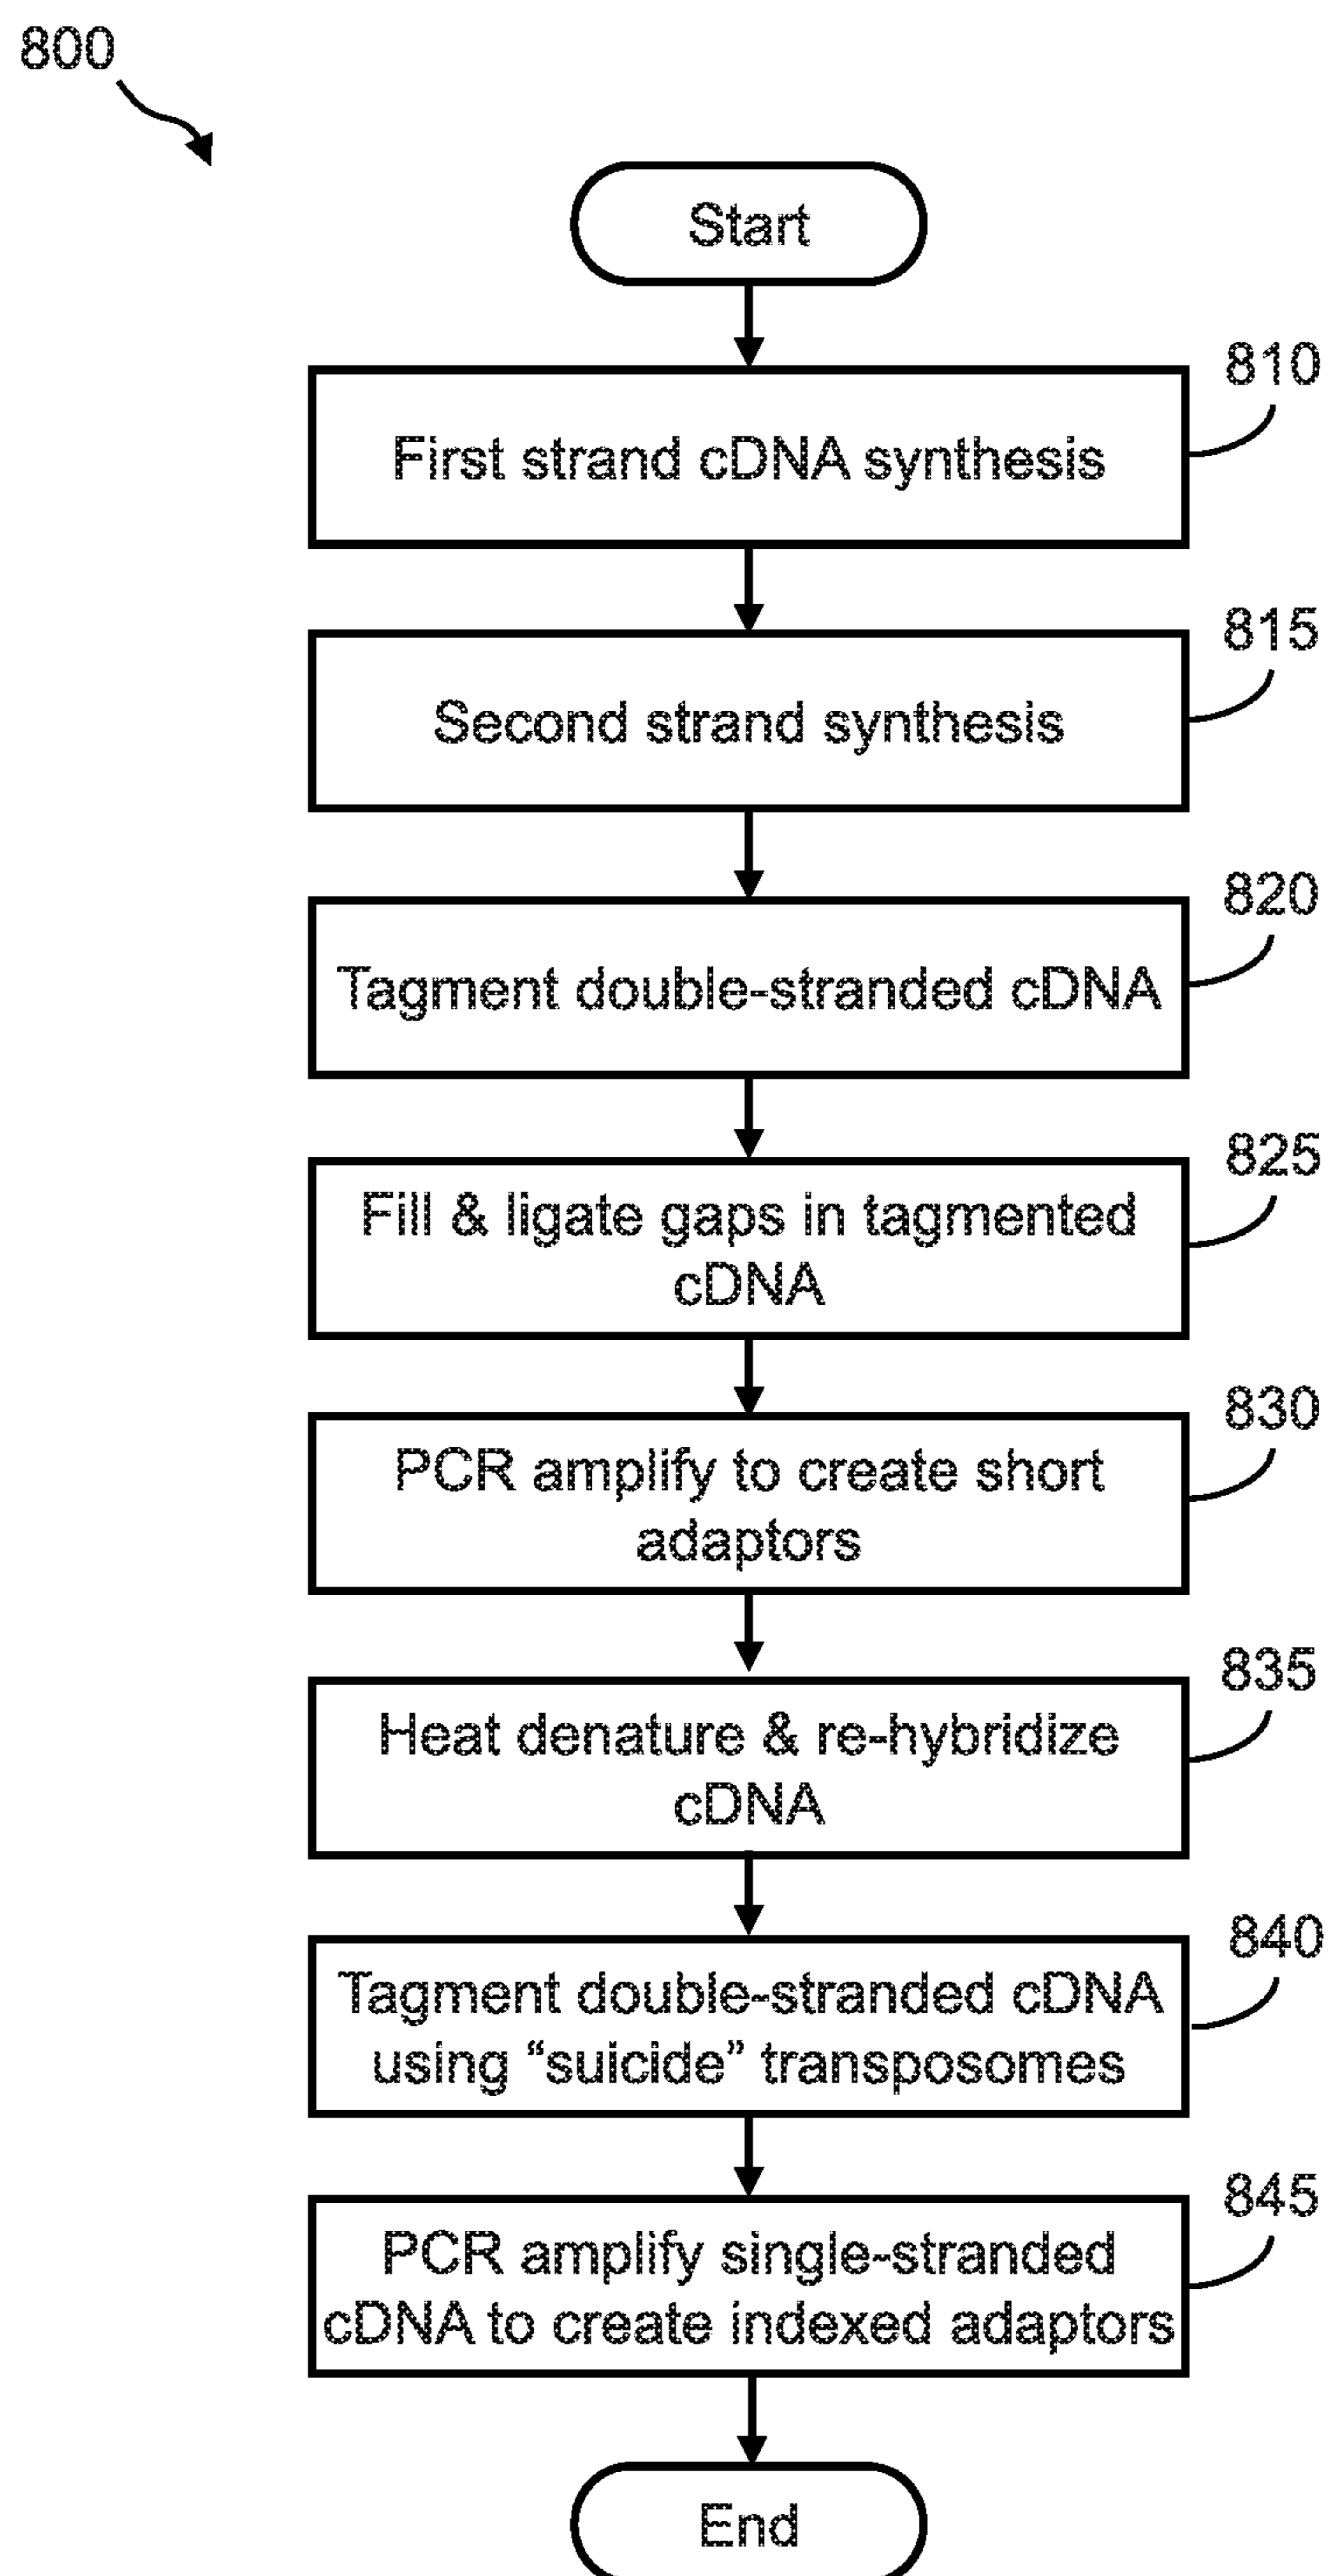 800
Start
810
First strand cDNA synthesis
815
Second strand synthesis
820
Tagment double-stranded cDNA
825
Fill & ligate gaps in tagmented
cDNA
830
PCR amplify to create short
adaptors
835
Heat denature & re-hybridize
cDNA
840
Tagment double-stranded cDNA
using “suicide” transposomes
845
PCR amplify single-stranded
cDNA to create indexed adaptors
End